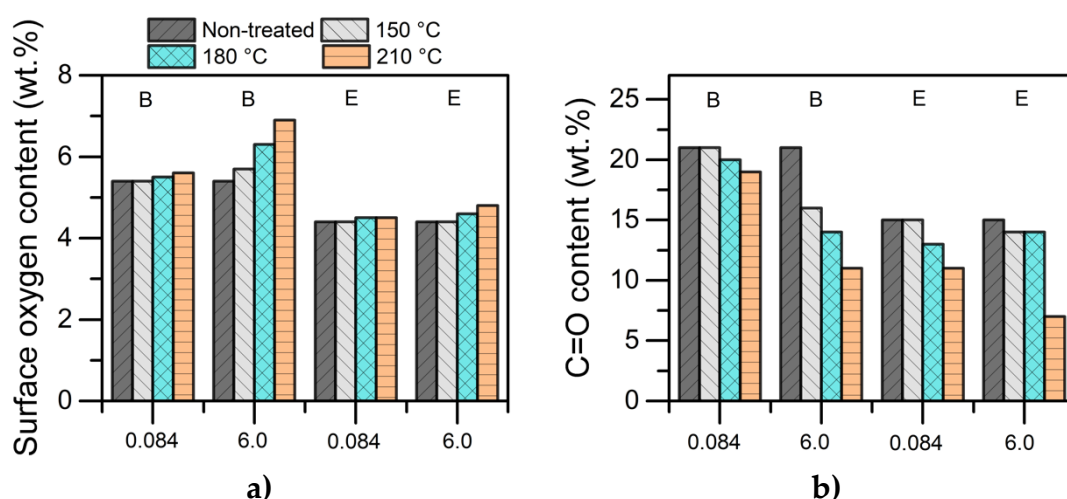 Non-treated 150 °C
180 °C 210 °C
Surface oxygen content (wt.%)
8
6
4
2
0
B B E E
0.084 6.0 0.084 6.0
a)
C=O content (wt.%)
25
20
15
10
5
0
B B E E
0.084 6.0 0.084 6.0
b)